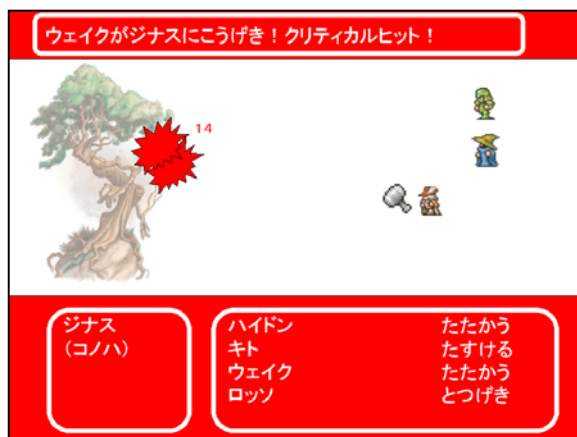 ウェイクがジナスにこうげき！クリティカルヒット！
14
ジナス
(コノハ)
ハイドン たたかう
キト たすける
ウェイク たたかう
ロッソ とつげき